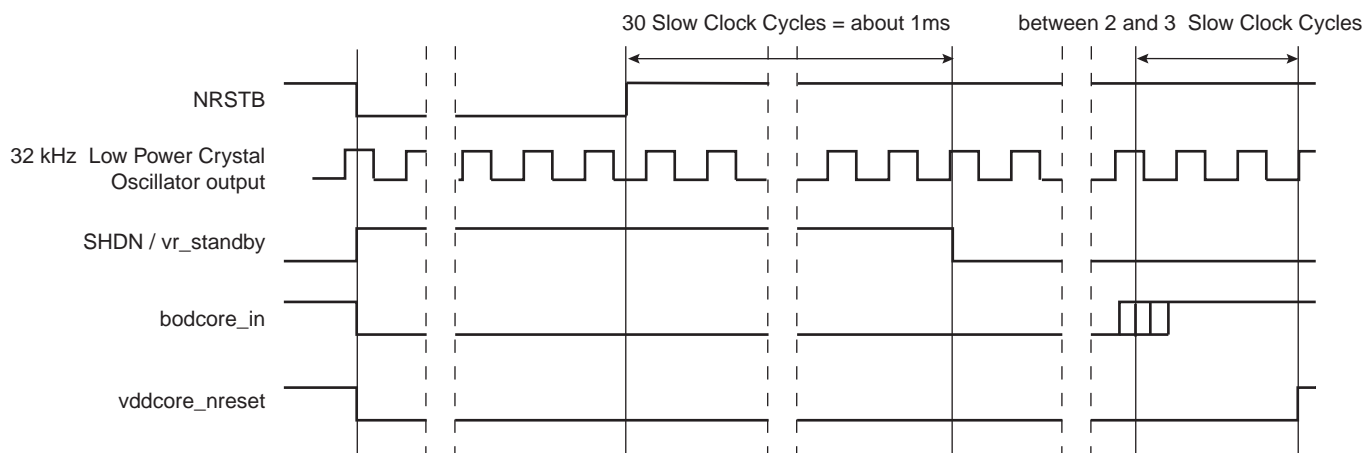 30 Slow Clock Cycles = about 1ms
between 2 and 3 Slow Clock Cycles
NRSTB
32 kHz Low Power Crystal
Oscillator output
SHDN / vr_standby
bodcore_in
vddcore_nreset